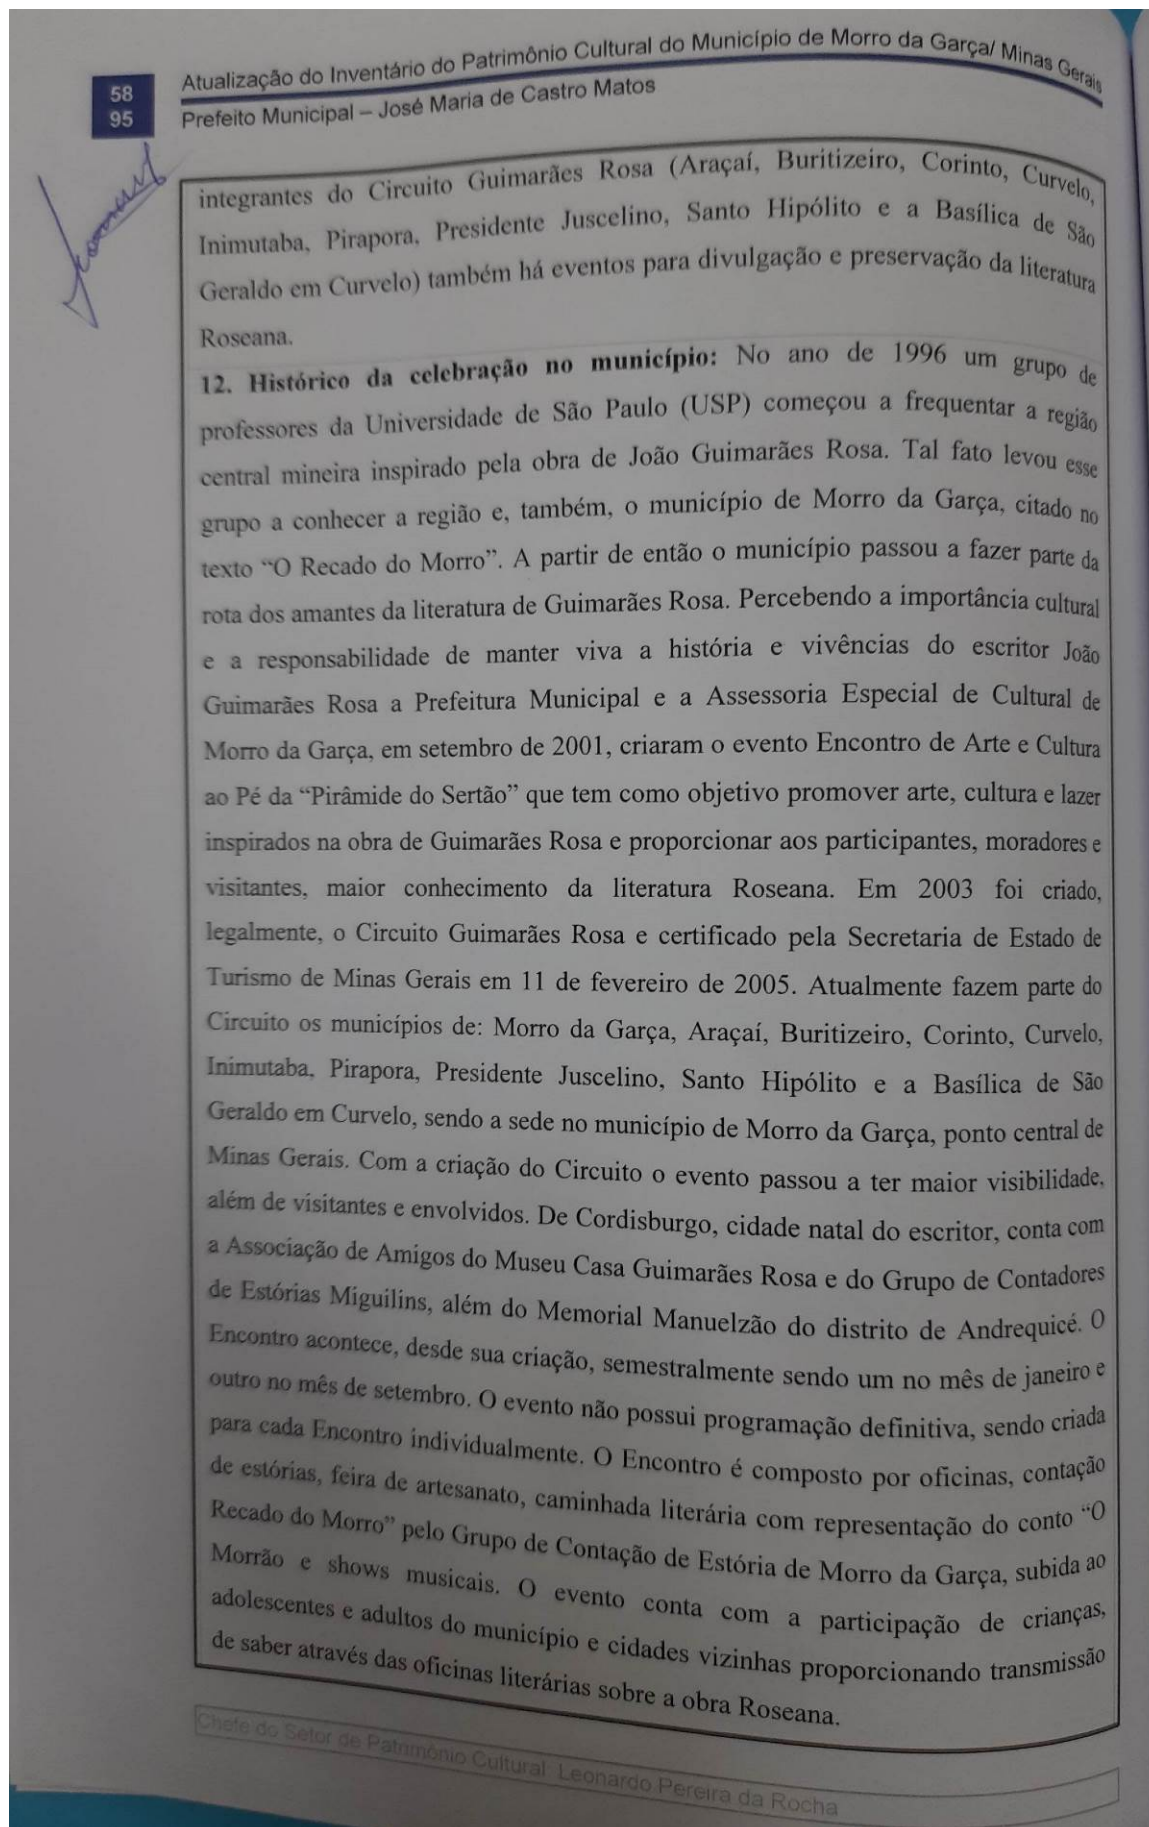 58
95
Atualização do Inventário do Patrimônio Cultural do Município de Morro da Garça/ Minas Gerais
Prefeito Municipal – José Maria de Castro Matos
integrantes do Circuito Guimarães Rosa (Araçaí, Buritizeiro, Corinto, Curvelo,
Inimutaba, Pirapora, Presidente Juscelino, Santo Hipólito e a Basílica de São
Geraldo em Curvelo) também há eventos para divulgação e preservação da literatura
Roseana.
12. Histórico da celebração no município: No ano de 1996 um grupo de
professores da Universidade de São Paulo (USP) começou a frequentar a região
central mineira inspirado pela obra de João Guimarães Rosa. Tal fato levou esse
grupo a conhecer a região e, também, o município de Morro da Garça, citado no
texto “O Recado do Morro”. A partir de então o município passou a fazer parte da
rota dos amantes da literatura de Guimarães Rosa. Percebendo a importância cultural
e a responsabilidade de manter viva a história e vivências do escritor João
Guimarães Rosa a Prefeitura Municipal e a Assessoria Especial de Cultural de
Morro da Garça, em setembro de 2001, criaram o evento Encontro de Arte e Cultura
ao Pé da “Pirâmide do Sertão” que tem como objetivo promover arte, cultura e lazer
inspirados na obra de Guimarães Rosa e proporcionar aos participantes, moradores e
visitantes, maior conhecimento da literatura Roseana. Em 2003 foi criado,
legalmente, o Circuito Guimarães Rosa e certificado pela Secretaria de Estado de
Turismo de Minas Gerais em 11 de fevereiro de 2005. Atualmente fazem parte do
Circuito os municípios de: Morro da Garça, Araçaí, Buritizeiro, Corinto, Curvelo,
Inimutaba, Pirapora, Presidente Juscelino, Santo Hipólito e a Basílica de São
Geraldo em Curvelo, sendo a sede no município de Morro da Garça, ponto central de
Minas Gerais. Com a criação do Circuito o evento passou a ter maior visibilidade,
além de visitantes e envolvidos. De Cordisburgo, cidade natal do escritor, conta com
a Associação de Amigos do Museu Casa Guimarães Rosa e do Grupo de Contadores
de Estórias Miguilins, além do Memorial Manuelzão do distrito de Andrequicé. O
Encontro acontece, desde sua criação, semestralmente sendo um no mês de janeiro e
outro no mês de setembro. O evento não possui programação definitiva, sendo criada
para cada Encontro individualmente. O Encontro é composto por oficinas, contação
de estórias, feira de artesanato, caminhada literária com representação do conto “O
Recado do Morro” pelo Grupo de Contação de Estória de Morro da Garça, subida ao
Morrão e shows musicais. O evento conta com a participação de crianças,
adolescentes e adultos do município e cidades vizinhas proporcionando transmissão
de saber através das oficinas literárias sobre a obra Roseana.
Chefe do Setor de Patrimônio Cultural: Leonardo Pereira da Rocha